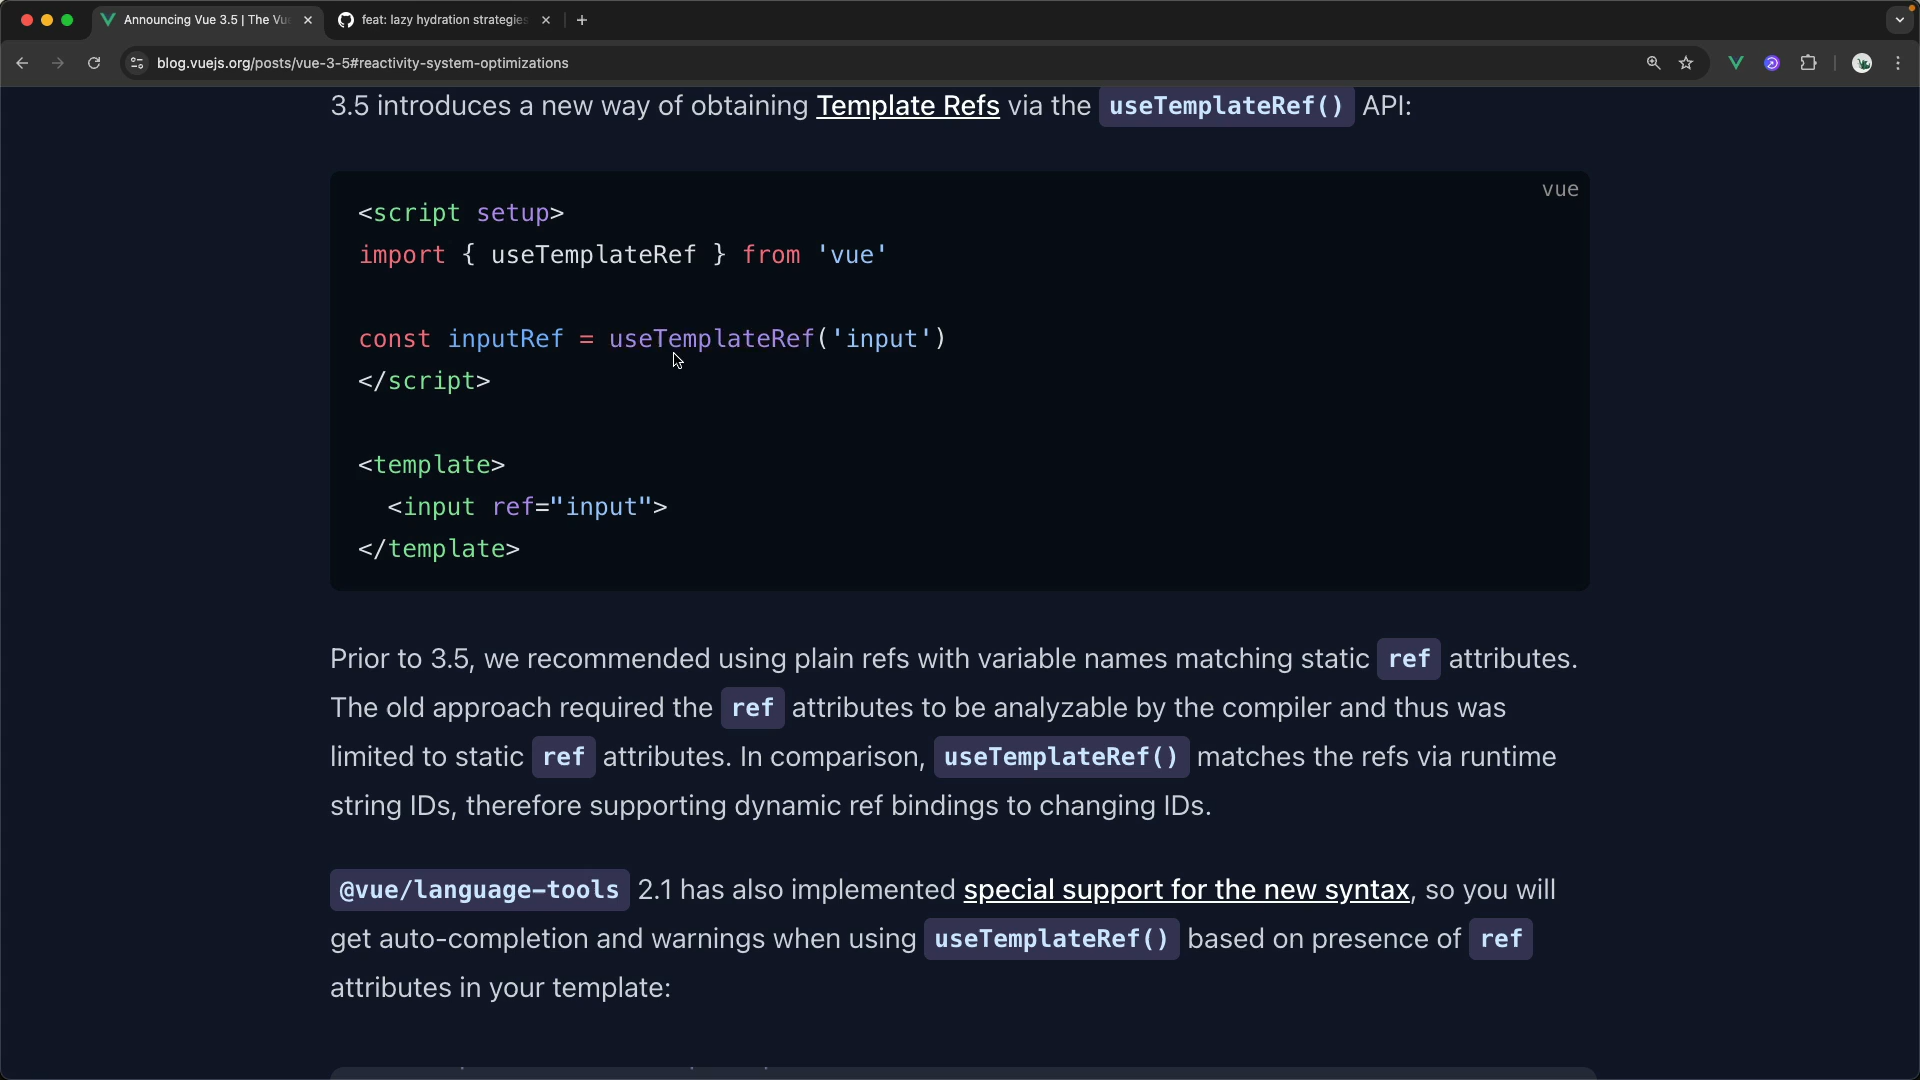 Announcing Vue 3.5 | The Vu
feat: lazy hydration strategies
blog.vuejs.org/posts/vue-3-5#reactivity-system-optimizations
3.5 introduces a new way of obtaining Template Refs via the useTemplateRef() API:
vue
<script setup>
import { useTemplateRef } from 'vue'
const inputRef = useTemplateRef('input')
</script>
<template>
  <input ref="input">
</template>
Prior to 3.5, we recommended using plain refs with variable names matching static ref attributes.
The old approach required the ref attributes to be analyzable by the compiler and thus was
limited to static ref attributes. In comparison, useTemplateRef() matches the refs via runtime
string IDs, therefore supporting dynamic ref bindings to changing IDs.
@vue/language-tools 2.1 has also implemented special support for the new syntax, so you will
get auto-completion and warnings when using useTemplateRef() based on presence of ref
attributes in your template: